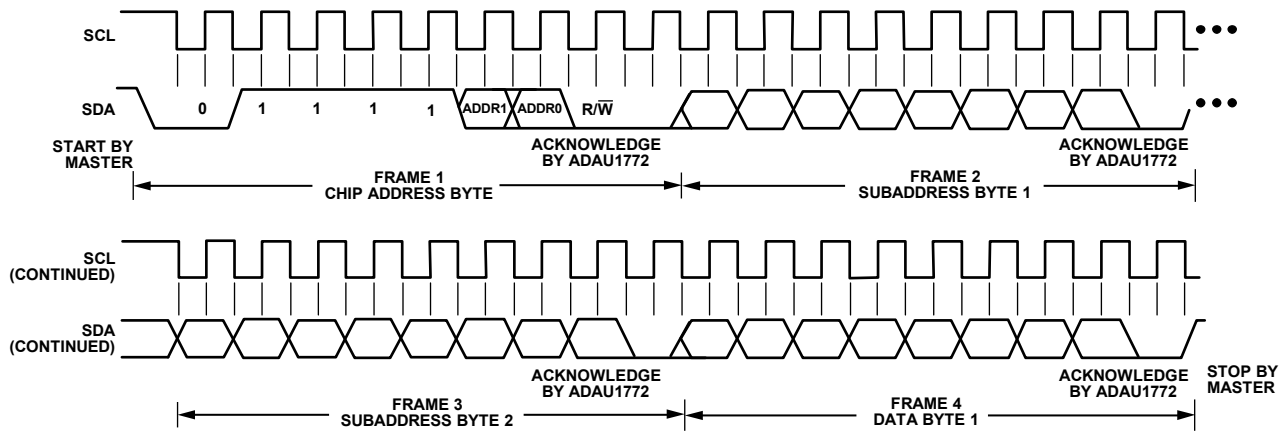 SCL
SDA
0 1 1 1 1 ADDR1 ADDR0 R/W̅
START BY
MASTER
ACKNOWLEDGE
BY ADAU1772
ACKNOWLEDGE
BY ADAU1772
FRAME 1
CHIP ADDRESS BYTE
FRAME 2
SUBADDRESS BYTE 1
SCL
(CONTINUED)
SDA
(CONTINUED)
ACKNOWLEDGE
BY ADAU1772
ACKNOWLEDGE
BY ADAU1772
STOP BY
MASTER
FRAME 3
SUBADDRESS BYTE 2
FRAME 4
DATA BYTE 1